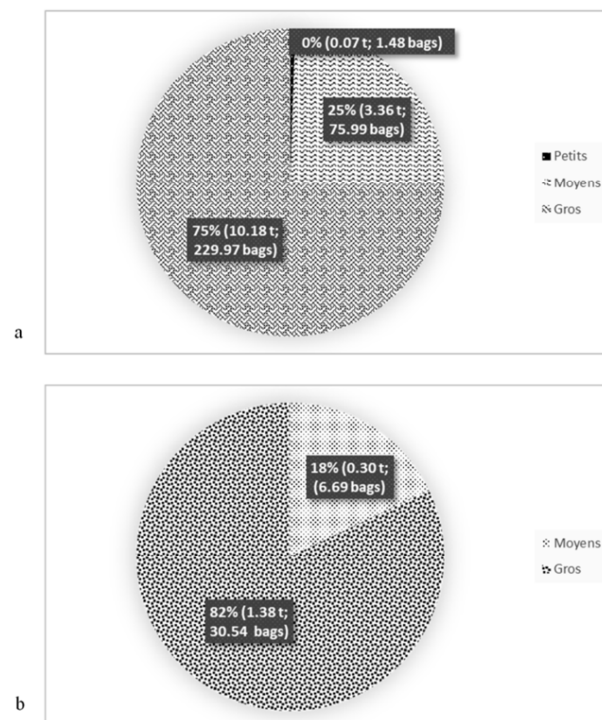 0% (0.07 t; 1.48 bags)
25% (3.36 t;
75.99 bags)
75% (10.18 t;
229.97 bags)
Petits
Moyens
Gros
a
18% (0.30 t;
(6.69 bags)
82% (1.38 t;
30.54 bags)
Moyens
Gros
b